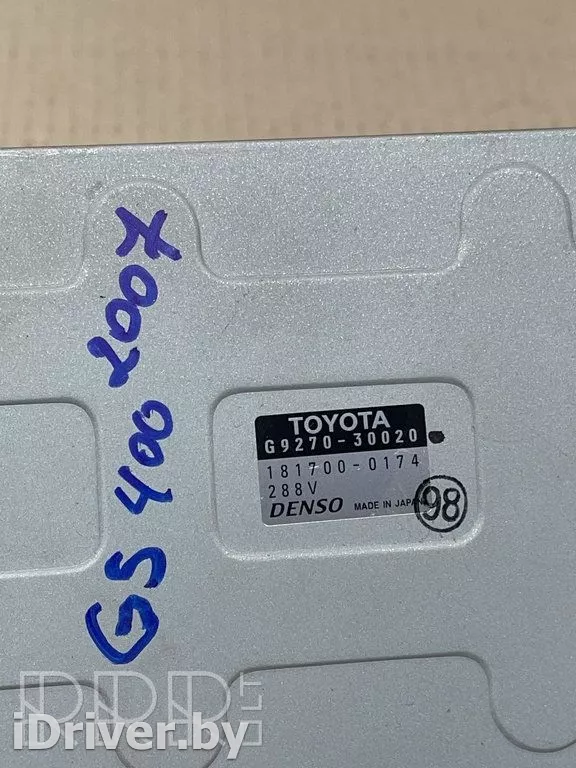 GS 400 2007
TOYOTA
G9270-30020
181700-0174
288V
DENSO MADE IN JAPAN
98
iDriver.by